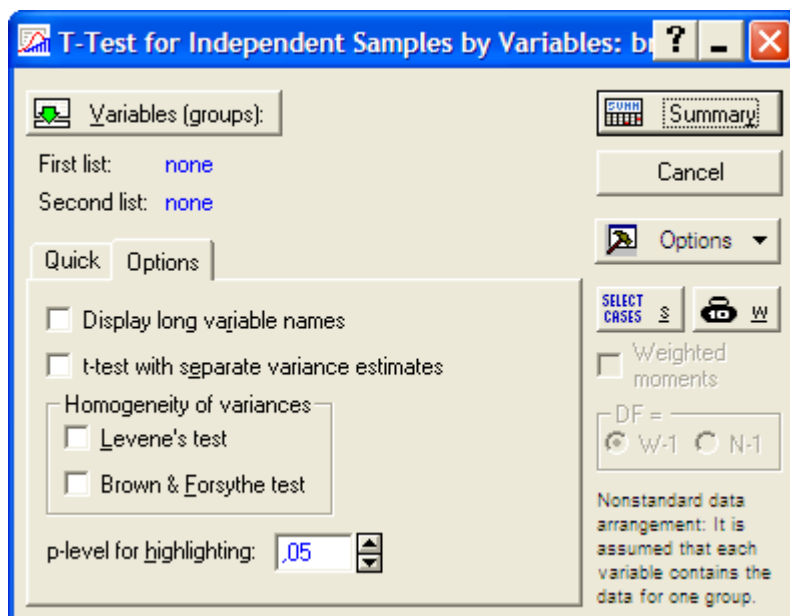 T-Test for Independent Samples by Variables: br
Variables (groups):
First list: none
Second list: none
Quick
Options
Display long variable names
t-test with separate variance estimates
Homogeneity of variances
Levene's test
Brown & Forsythe test
p-level for highlighting: ,05
SUMM Summary
Cancel
Options
SELECT CASES S
W
Weighted
moments
DF =
W-1 N-1
Nonstandard data
arrangement: It is
assumed that each
variable contains the
data for one group.